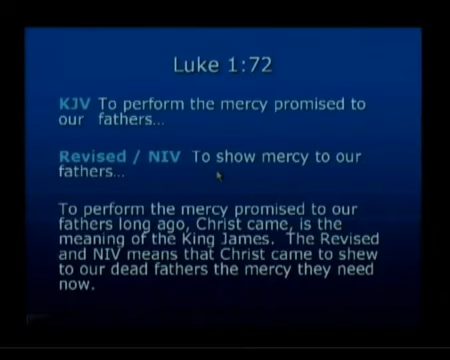 Luke 1:72
KJV To perform the mercy promised to
our fathers...
Revised / NIV To show mercy to our
fathers...
To perform the mercy promised to our
fathers long ago, Christ came, is the
meaning of the King James. The Revised
and NIV means that Christ came to shew
to our dead fathers the mercy they need
now.